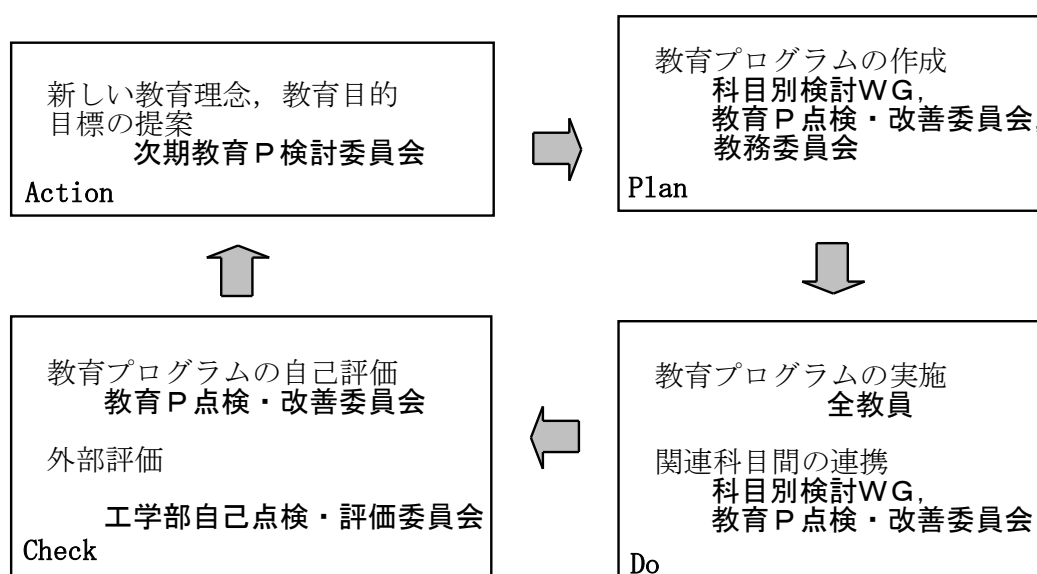 新しい教育理念，教育目的
目標の提案
次期教育Ｐ検討委員会
Action
教育プログラムの作成
科目別検討ＷＧ，
教育Ｐ点検・改善委員会，
教務委員会
Plan
教育プログラムの自己評価
教育Ｐ点検・改善委員会
外部評価
工学部自己点検・評価委員会
Check
教育プログラムの実施
全教員
関連科目間の連携
科目別検討ＷＧ，
教育Ｐ点検・改善委員会
Do